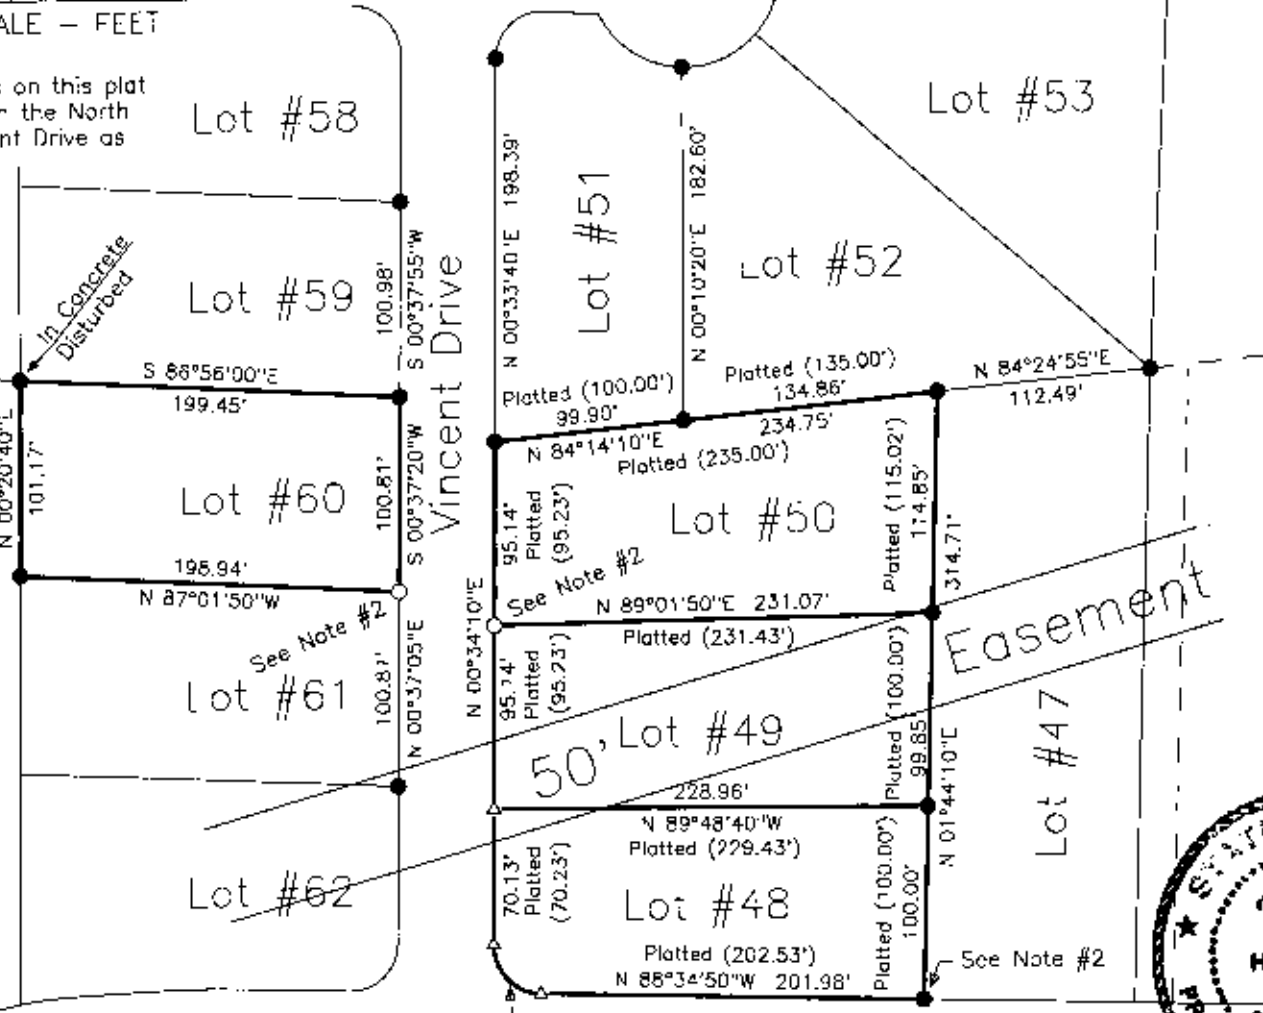 ALE - FEET
on this plat
the North
nt Drive as
Lot #58
Lot #59
In Concrete
Disturbed
S 88°56'00"E
199.45'
N 00°20'40"E
101.17'
Lot #60
198.94'
N 87°01'50"W
See Note #2
Lot #61
Lot #62
100.98'
S 00°37'55"W
100.81'
S 00°37'20"W
100.81'
N 00°37'05"E
Vincent Drive
198.39'
N 00°33'40"E
Lot #51
182.60'
N 00°10'20"E
Lot #52
Lot #53
Platted (100.00')
99.90'
Platted (135.00')
134.86'
N 84°24'55"E
112.49'
N 84°14'10"E
234.75'
Platted (235.00')
95.14'
Platted
(95.23')
Lot #50
Platted (115.02')
114.85'
314.71'
See Note #2
N 00°34'10"E
N 89°01'50"E 231.07'
Platted (231.43')
95.14'
Platted
(95.23')
50' Easement
Lot #49
Platted (100.00')
99.85'
N 01°44'10"E
Lot #47
228.96'
N 89°48'40"W
Platted (229.43')
70.13'
Platted
(70.23')
Lot #48
Platted (100.00')
100.00'
Platted (202.53')
N 88°34'50"W 201.98'
See Note #2